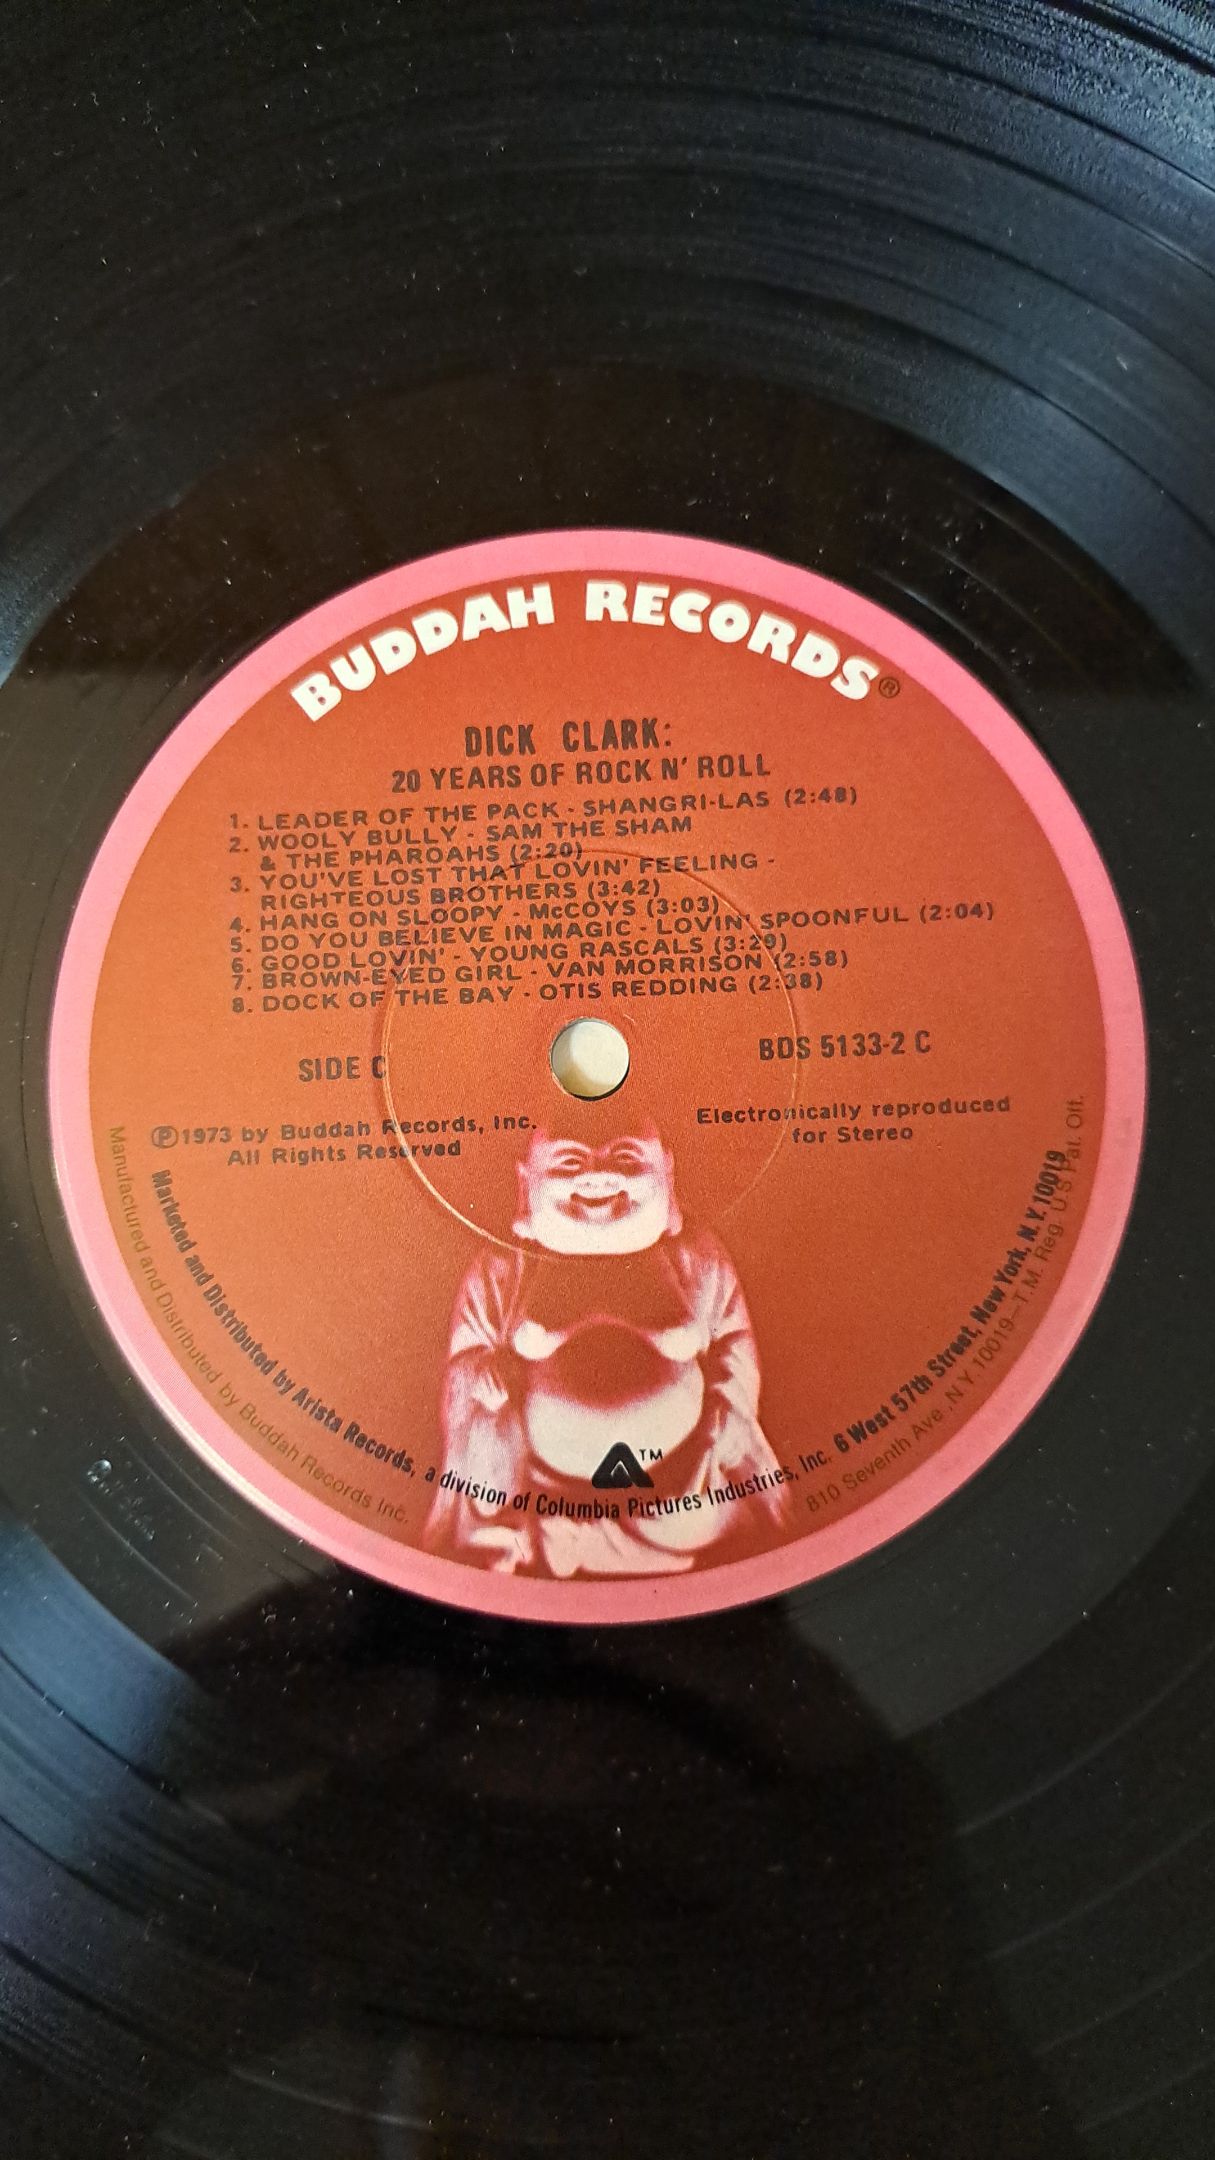 BUDDAH RECORDS®
DICK CLARK:
20 YEARS OF ROCK N' ROLL
1. LEADER OF THE PACK - SHANGRI-LAS (2:48)
2. WOOLY BULLY - SAM THE SHAM
& THE PHAROAHS (2:20)
3. YOU'VE LOST THAT LOVIN' FEELING -
RIGHTEOUS BROTHERS (3:42)
4. HANG ON SLOOPY - McCOYS (3:03)
5. DO YOU BELIEVE IN MAGIC - LOVIN' SPOONFUL (2:04)
6. GOOD LOVIN' - YOUNG RASCALS (3:29)
7. BROWN-EYED GIRL - VAN MORRISON (2:58)
8. DOCK OF THE BAY - OTIS REDDING (2:38)
SIDE C
BDS 5133-2 C
℗1973 by Buddah Records, Inc.
All Rights Reserved
Electronically reproduced
for Stereo
TM
Marketed and Distributed by Arista Records, a division of Columbia Pictures Industries, Inc. 6 West 57th Street, New York, N.Y. 10019
Manufactured and Distributed by Buddah Records Inc. 810 Seventh Ave., N.Y. 10019—T.M. Reg. U.S. Pat. Off.